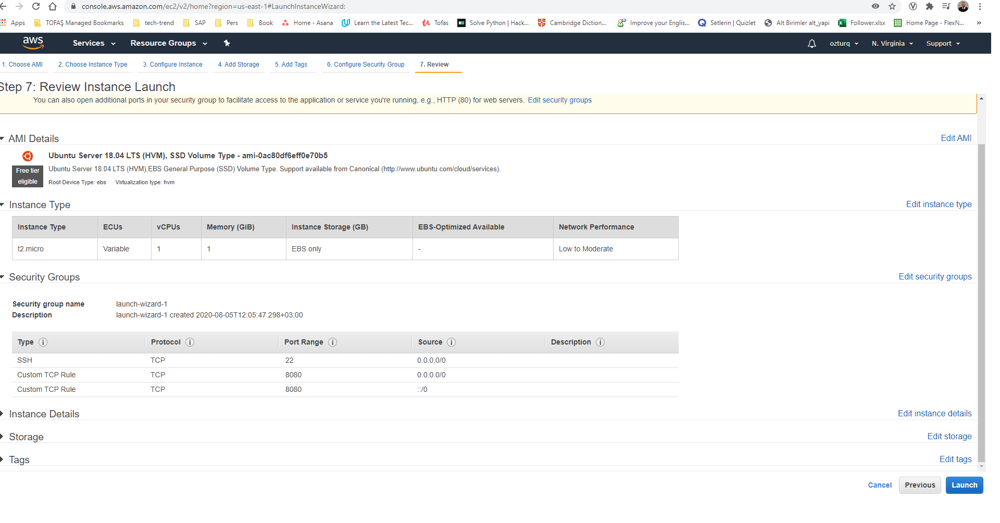 console.aws.amazon.com/ec2/v2/home?region=us-east-1#LaunchInstanceWizard:
Apps TOFAŞ Managed Bookmarks tech-trend SAP Pers Book Home - Asana Learn the Latest Tec... Tofas Solve Python | Hack... Cambridge Diction... Improve your Englis... Setlerin | Quizlet Alt Birimler alt_yapi Follower.xlsx Home Page - FlexN... »
aws Services Resource Groups ozturq N. Virginia Support
1. Choose AMI 2. Choose Instance Type 3. Configure Instance 4. Add Storage 5. Add Tags 6. Configure Security Group 7. Review
Step 7: Review Instance Launch
You can also open additional ports in your security group to facilitate access to the application or service you're running, e.g., HTTP (80) for web servers. Edit security groups
AMI Details Edit AMI
Ubuntu Server 18.04 LTS (HVM), SSD Volume Type - ami-0ac80df6eff0e70b5
Free tier eligible
Ubuntu Server 18.04 LTS (HVM),EBS General Purpose (SSD) Volume Type. Support available from Canonical (http://www.ubuntu.com/cloud/services).
Root Device Type: ebs Virtualization type: hvm
Instance Type Edit instance type
Instance Type ECUs vCPUs Memory (GiB) Instance Storage (GB) EBS-Optimized Available Network Performance
t2.micro Variable 1 1 EBS only - Low to Moderate
Security Groups Edit security groups
Security group name launch-wizard-1
Description launch-wizard-1 created 2020-08-05T12:05:47.298+03:00
Type i Protocol i Port Range i Source i Description i
SSH TCP 22 0.0.0.0/0
Custom TCP Rule TCP 8080 0.0.0.0/0
Custom TCP Rule TCP 8080 ::/0
Instance Details Edit instance details
Storage Edit storage
Tags Edit tags
Cancel Previous Launch